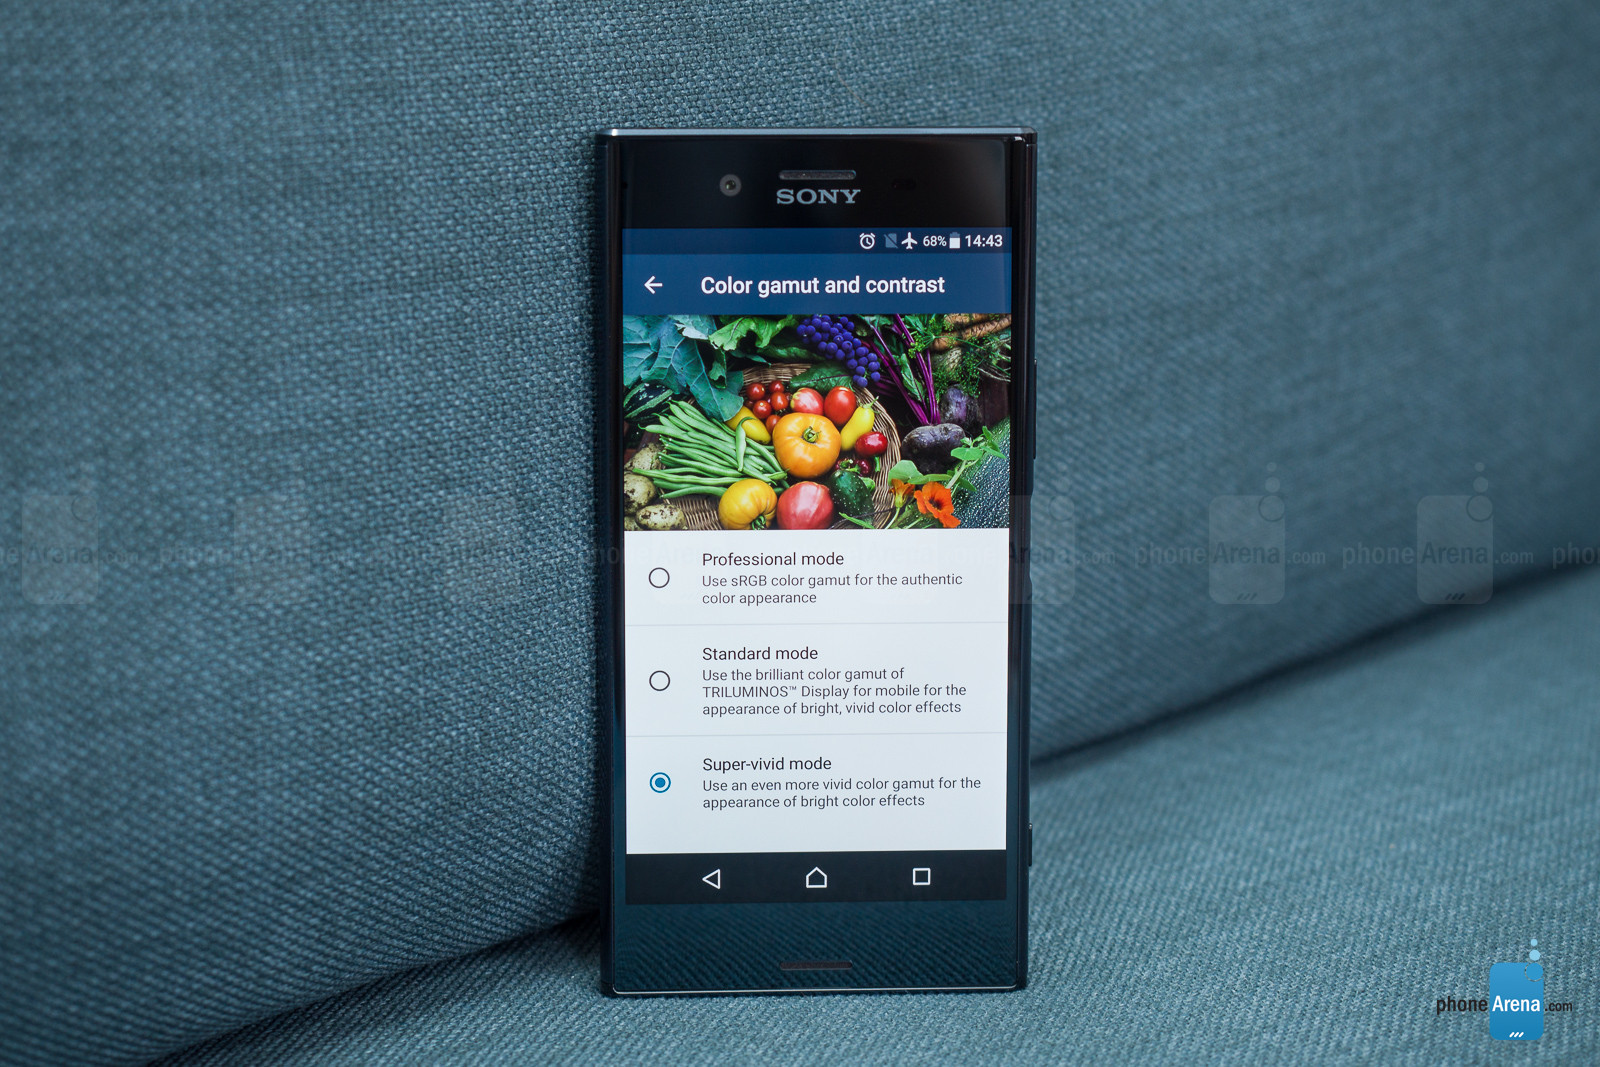 SONY
68% 14:43
Color gamut and contrast
Professional mode
Use sRGB color gamut for the authentic
color appearance
Standard mode
Use the brilliant color gamut of
TRILUMINOS™ Display for mobile for the
appearance of bright, vivid color effects
Super-vivid mode
Use an even more vivid color gamut for the
appearance of bright color effects
phoneArena.com phoneArena.com
phoneArena.com